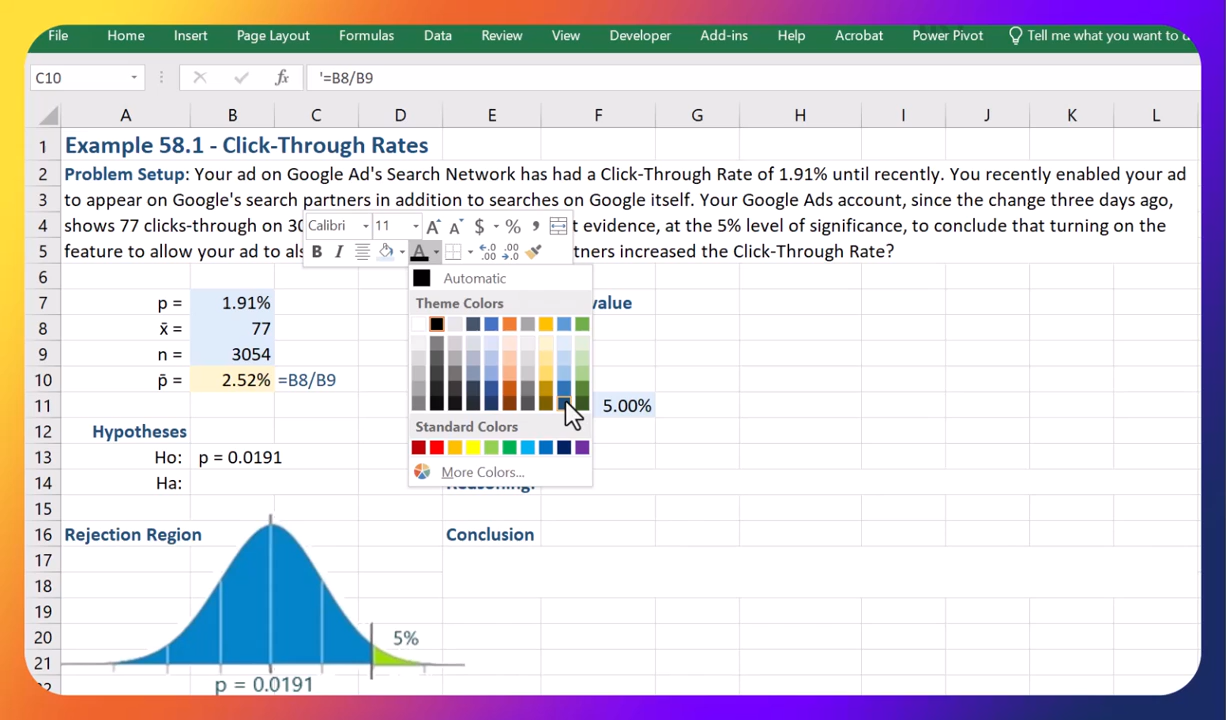 File Home Insert Page Layout Formulas Data Review View Developer Add-ins Help Acrobat Power Pivot Tell me what you want to
C10 fx '=B8/B9
A B C D E F G H I J K L
1 Example 58.1 - Click-Through Rates
2 Problem Setup: Your ad on Google Ad's Search Network has had a Click-Through Rate of 1.91% until recently. You recently enabled your ad
3 to appear on Google's search partners in addition to searches on Google itself. Your Google Ads account, since the change three days ago,
4 shows 77 clicks-through on 30 Calibri 11 A A $ % , t evidence, at the 5% level of significance, to conclude that turning on the
5 feature to allow your ad to als B I A .0 .00 .00 .0 tners increased the Click-Through Rate?
6 Automatic
7 p = 1.91% Theme Colors value
8 x̄ = 77
9 n = 3054
10 p̄ = 2.52% =B8/B9
11 5.00%
12 Hypotheses Standard Colors
13 Ho: p = 0.0191
More Colors...
14 Ha: Reasoning:
15
16 Rejection Region Conclusion
17
18
19
20 5%
21
p = 0.0191